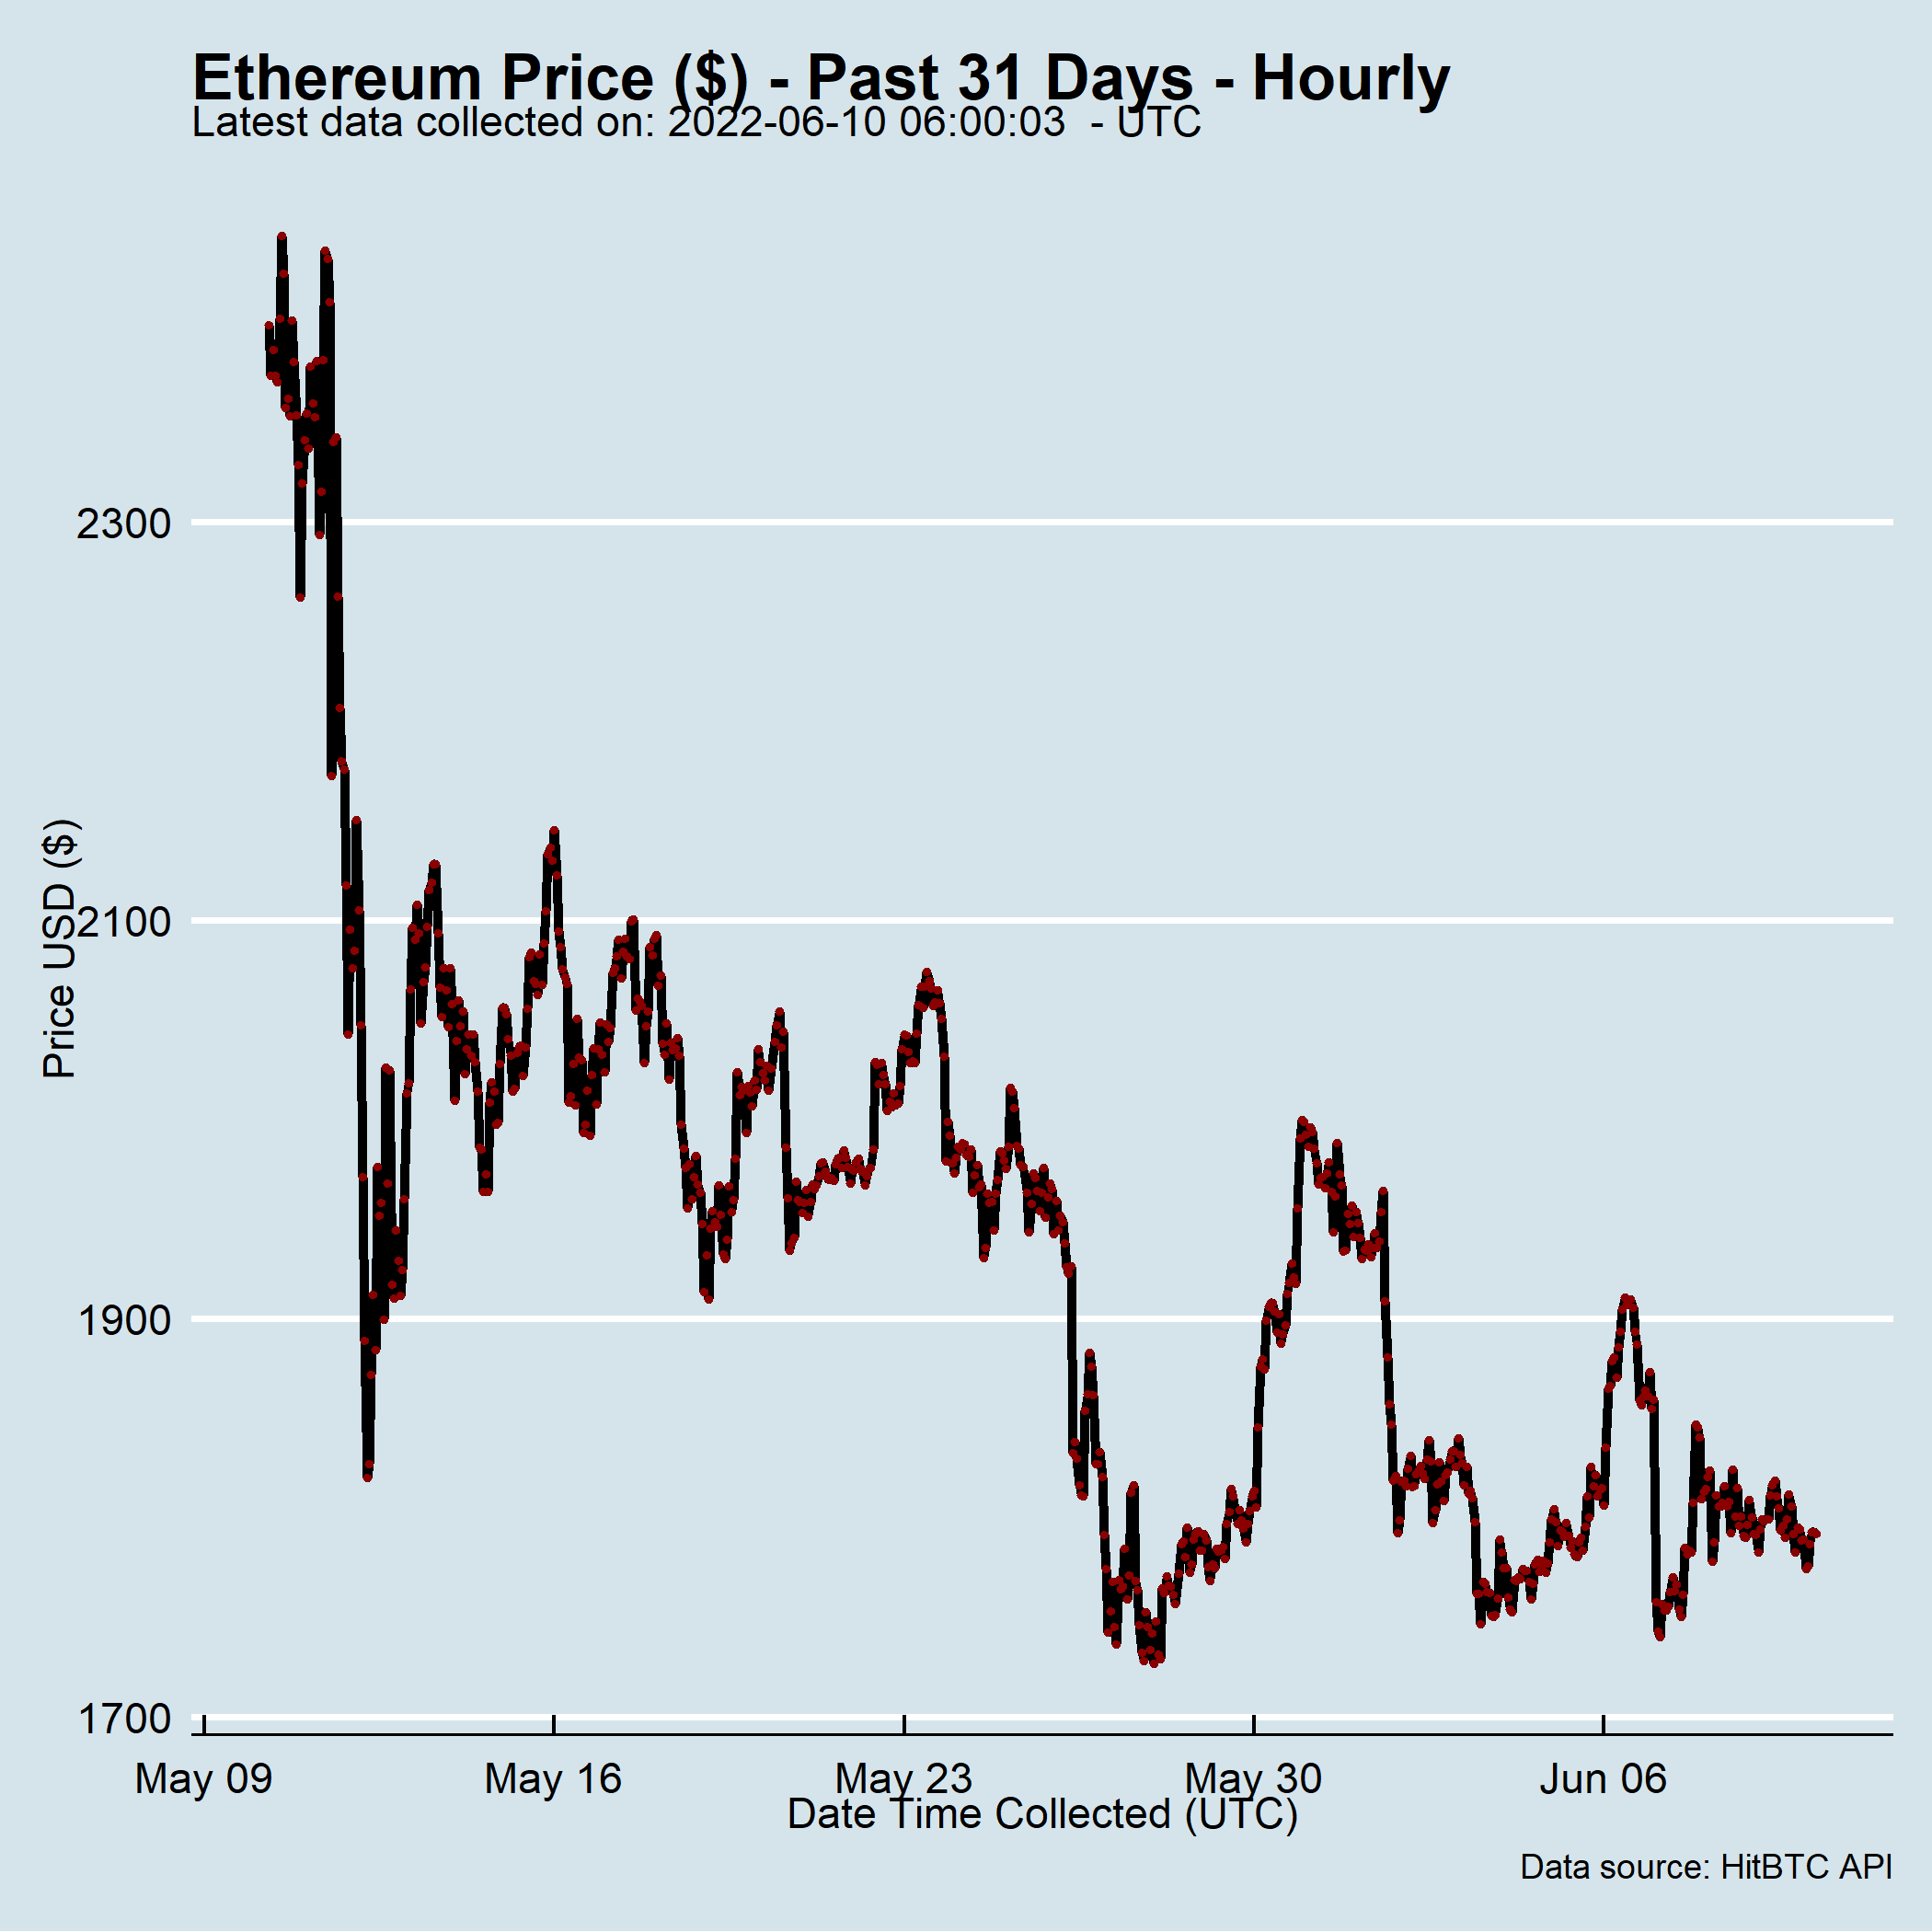 Ethereum Price ($) - Past 31 Days - Hourly
Latest data collected on: 2022-06-10 06:00:03  - UTC
Price USD ($)
2300
2100
1900
1700
May 09
May 16
May 23
May 30
Jun 06
Date Time Collected (UTC)
Data source: HitBTC API